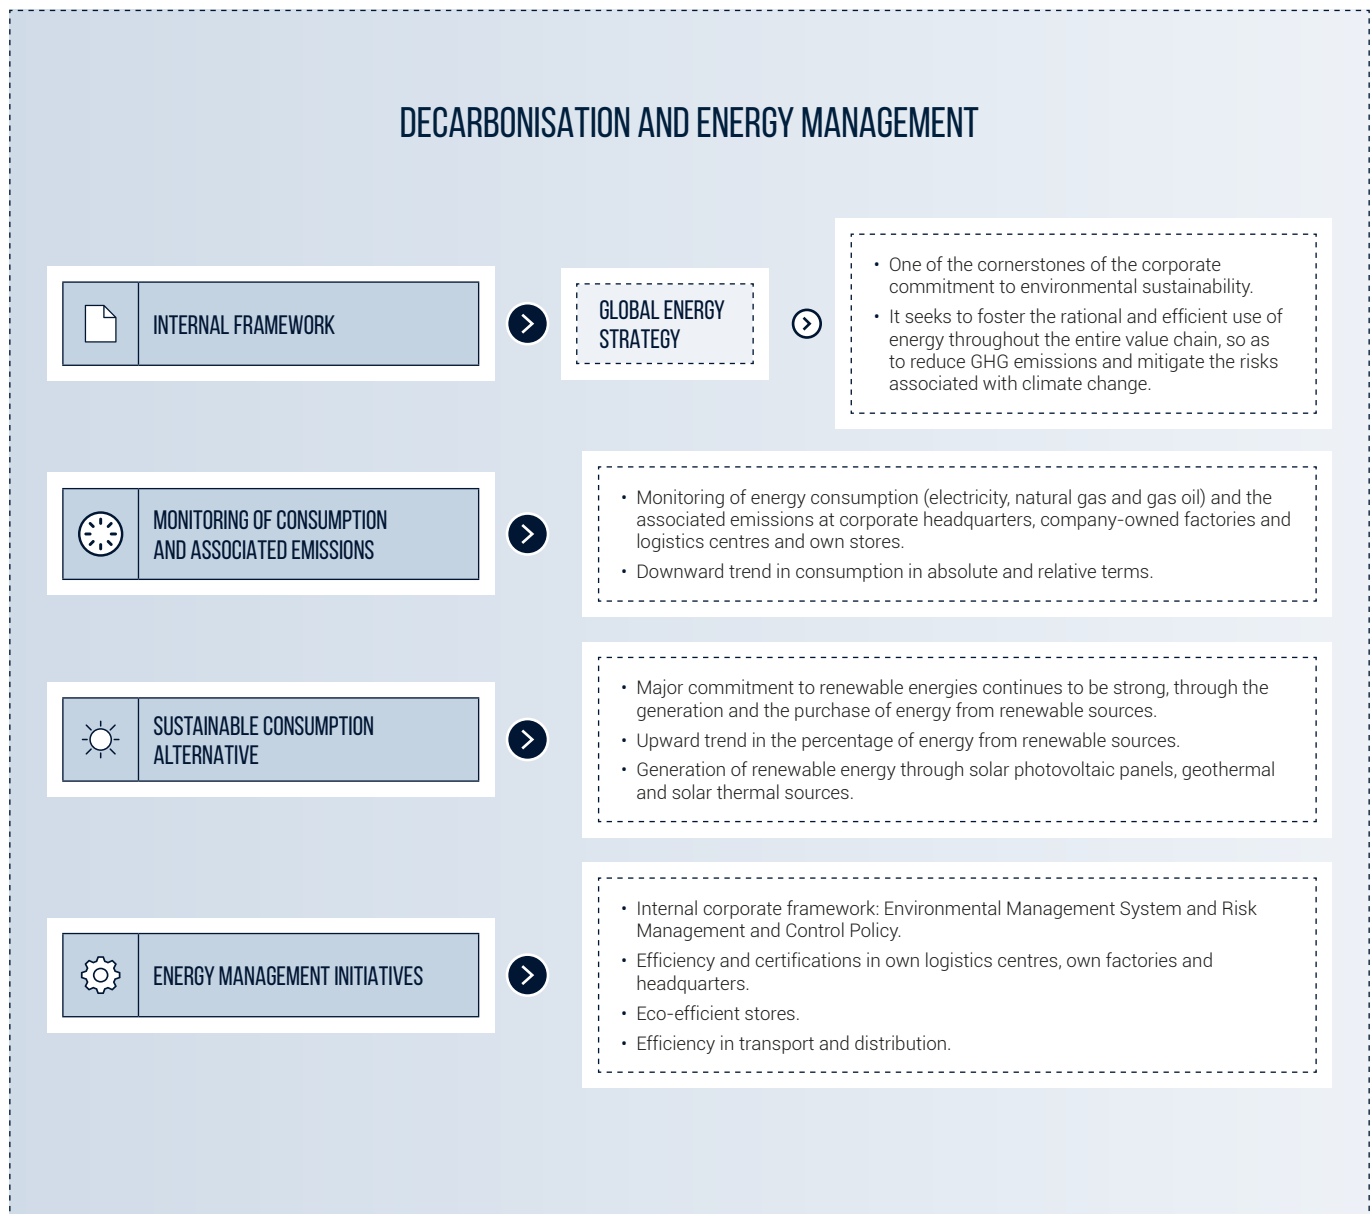 DECARBONISATION AND ENERGY MANAGEMENT
INTERNAL FRAMEWORK
GLOBAL ENERGY
STRATEGY
• One of the cornerstones of the corporate
commitment to environmental sustainability.
• It seeks to foster the rational and efficient use of
energy throughout the entire value chain, so as
to reduce GHG emissions and mitigate the risks
associated with climate change.
MONITORING OF CONSUMPTION
AND ASSOCIATED EMISSIONS
• Monitoring of energy consumption (electricity, natural gas and gas oil) and the
associated emissions at corporate headquarters, company-owned factories and
logistics centres and own stores.
• Downward trend in consumption in absolute and relative terms.
SUSTAINABLE CONSUMPTION
ALTERNATIVE
• Major commitment to renewable energies continues to be strong, through the
generation and the purchase of energy from renewable sources.
• Upward trend in the percentage of energy from renewable sources.
• Generation of renewable energy through solar photovoltaic panels, geothermal
and solar thermal sources.
ENERGY MANAGEMENT INITIATIVES
• Internal corporate framework: Environmental Management System and Risk
Management and Control Policy.
• Efficiency and certifications in own logistics centres, own factories and
headquarters.
• Eco-efficient stores.
• Efficiency in transport and distribution.